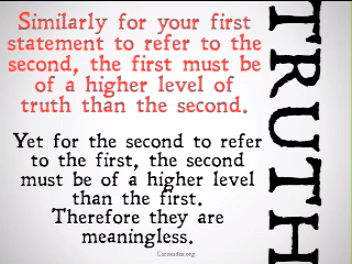 Similarly for your first
statement to refer to the
second, the first must be
of a higher level of
truth than the second.
Yet for the second to refer
to the first, the second
must be of a higher level
than the first.
Therefore they are
meaningless.
Carneades.org
TRUTH